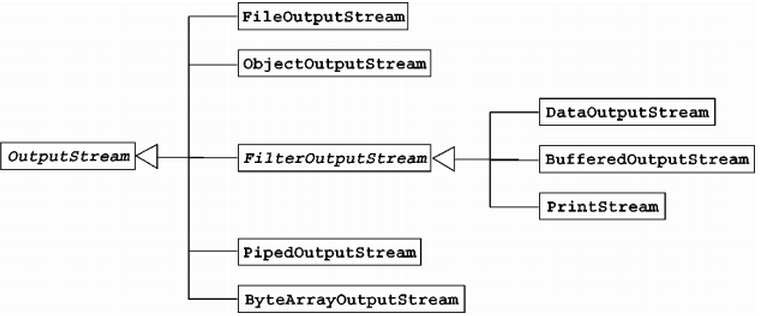 FileOutputStream
ObjectOutputStream
DataOutputStream
OutputStream
FilterOutputStream
BufferedOutputStream
PrintStream
PipedOutputStream
ByteArrayOutputStream